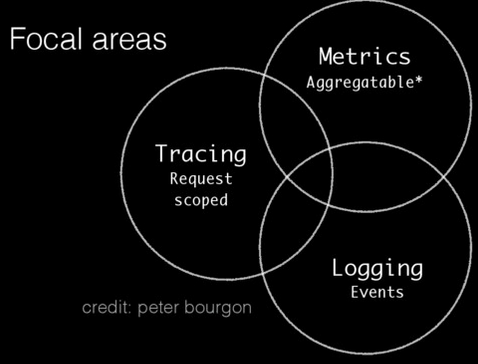 Focal areas
Metrics
Aggregatable*
Tracing
Request
scoped
Logging
Events
credit: peter bourgon